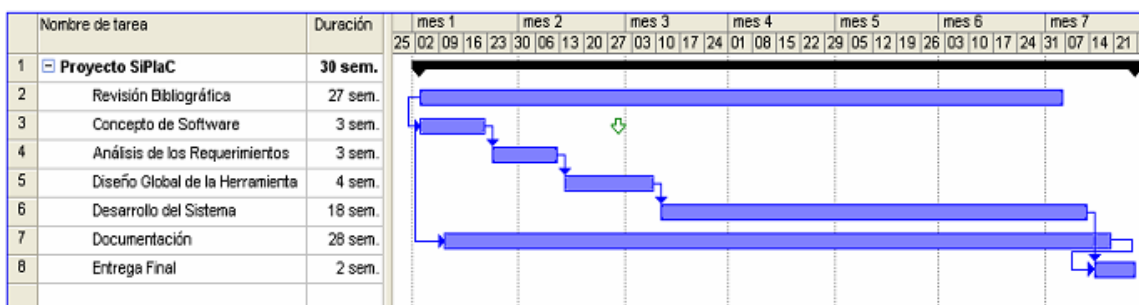 Nombre de tarea Duración mes 1 mes 2 mes 3 mes 4 mes 5 mes 6 mes 7
25 02 09 16 23 30 06 13 20 27 03 10 17 24 01 08 15 22 29 05 12 19 26 03 10 17 24 31 07 14 21
1 Proyecto SiPlaC 30 sem.
2 Revisión Bibliográfica 27 sem.
3 Concepto de Software 3 sem.
4 Análisis de los Requerimientos 3 sem.
5 Diseño Global de la Herramienta 4 sem.
6 Desarrollo del Sistema 18 sem.
7 Documentación 28 sem.
8 Entrega Final 2 sem.